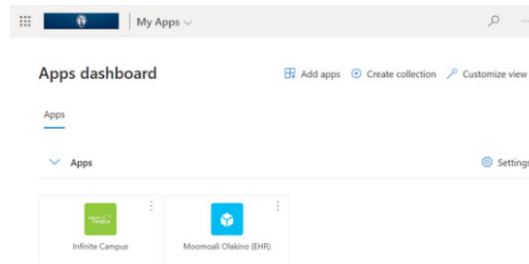 My Apps
Apps dashboard
Add apps
Create collection
Customize view
Apps
Apps
Settings
Infinite Campus
Moomoali Olakino (EHR)